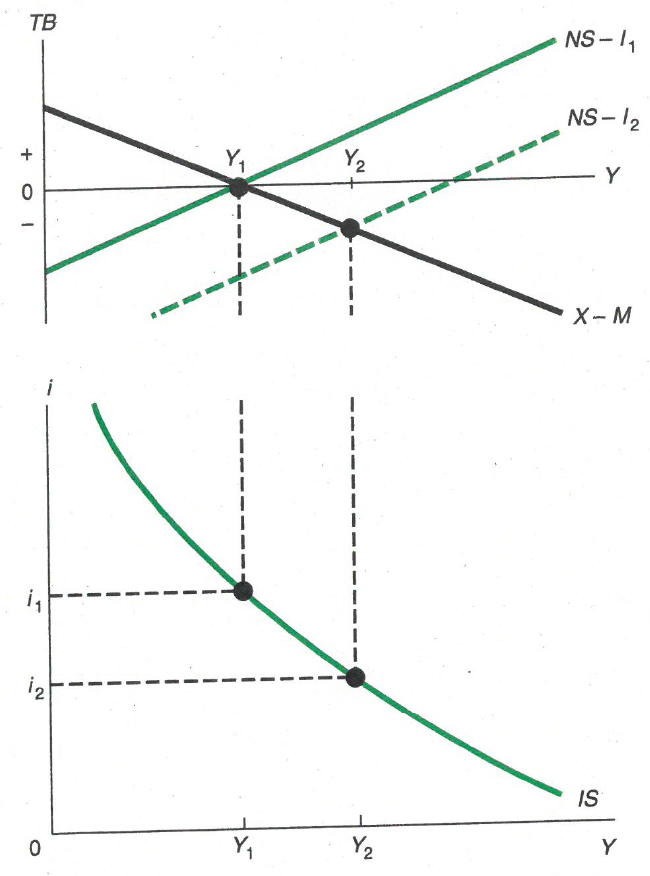 TB
NS – I₁
NS – I₂
+
Y₁
Y₂
0
Y
–
X – M
i
i₁
i₂
IS
0
Y₁
Y₂
Y